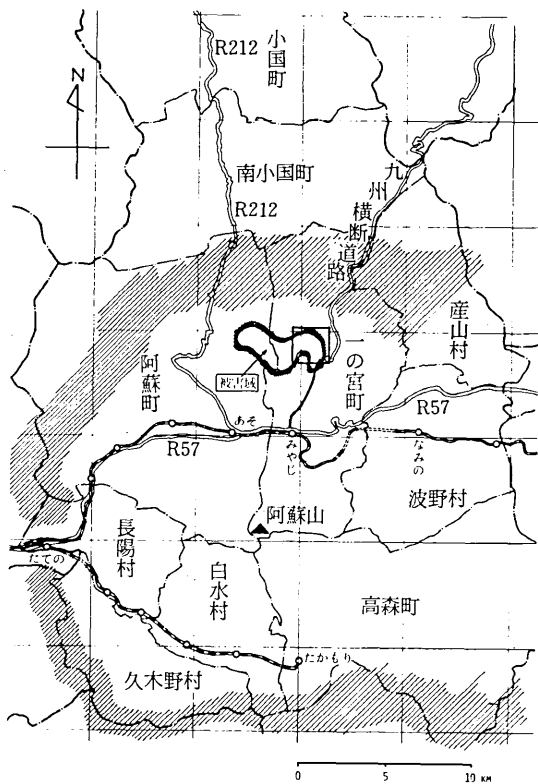 R212
小国町
N
南小国町
R212
九州横断道路
産山村
一の宮町
阿蘇町
被害域
R57
あそ
みやじ
なみの
R57
波野村
阿蘇山
長陽村
たての
白水村
高森町
たかもり
久木野村
0 5 10 KM